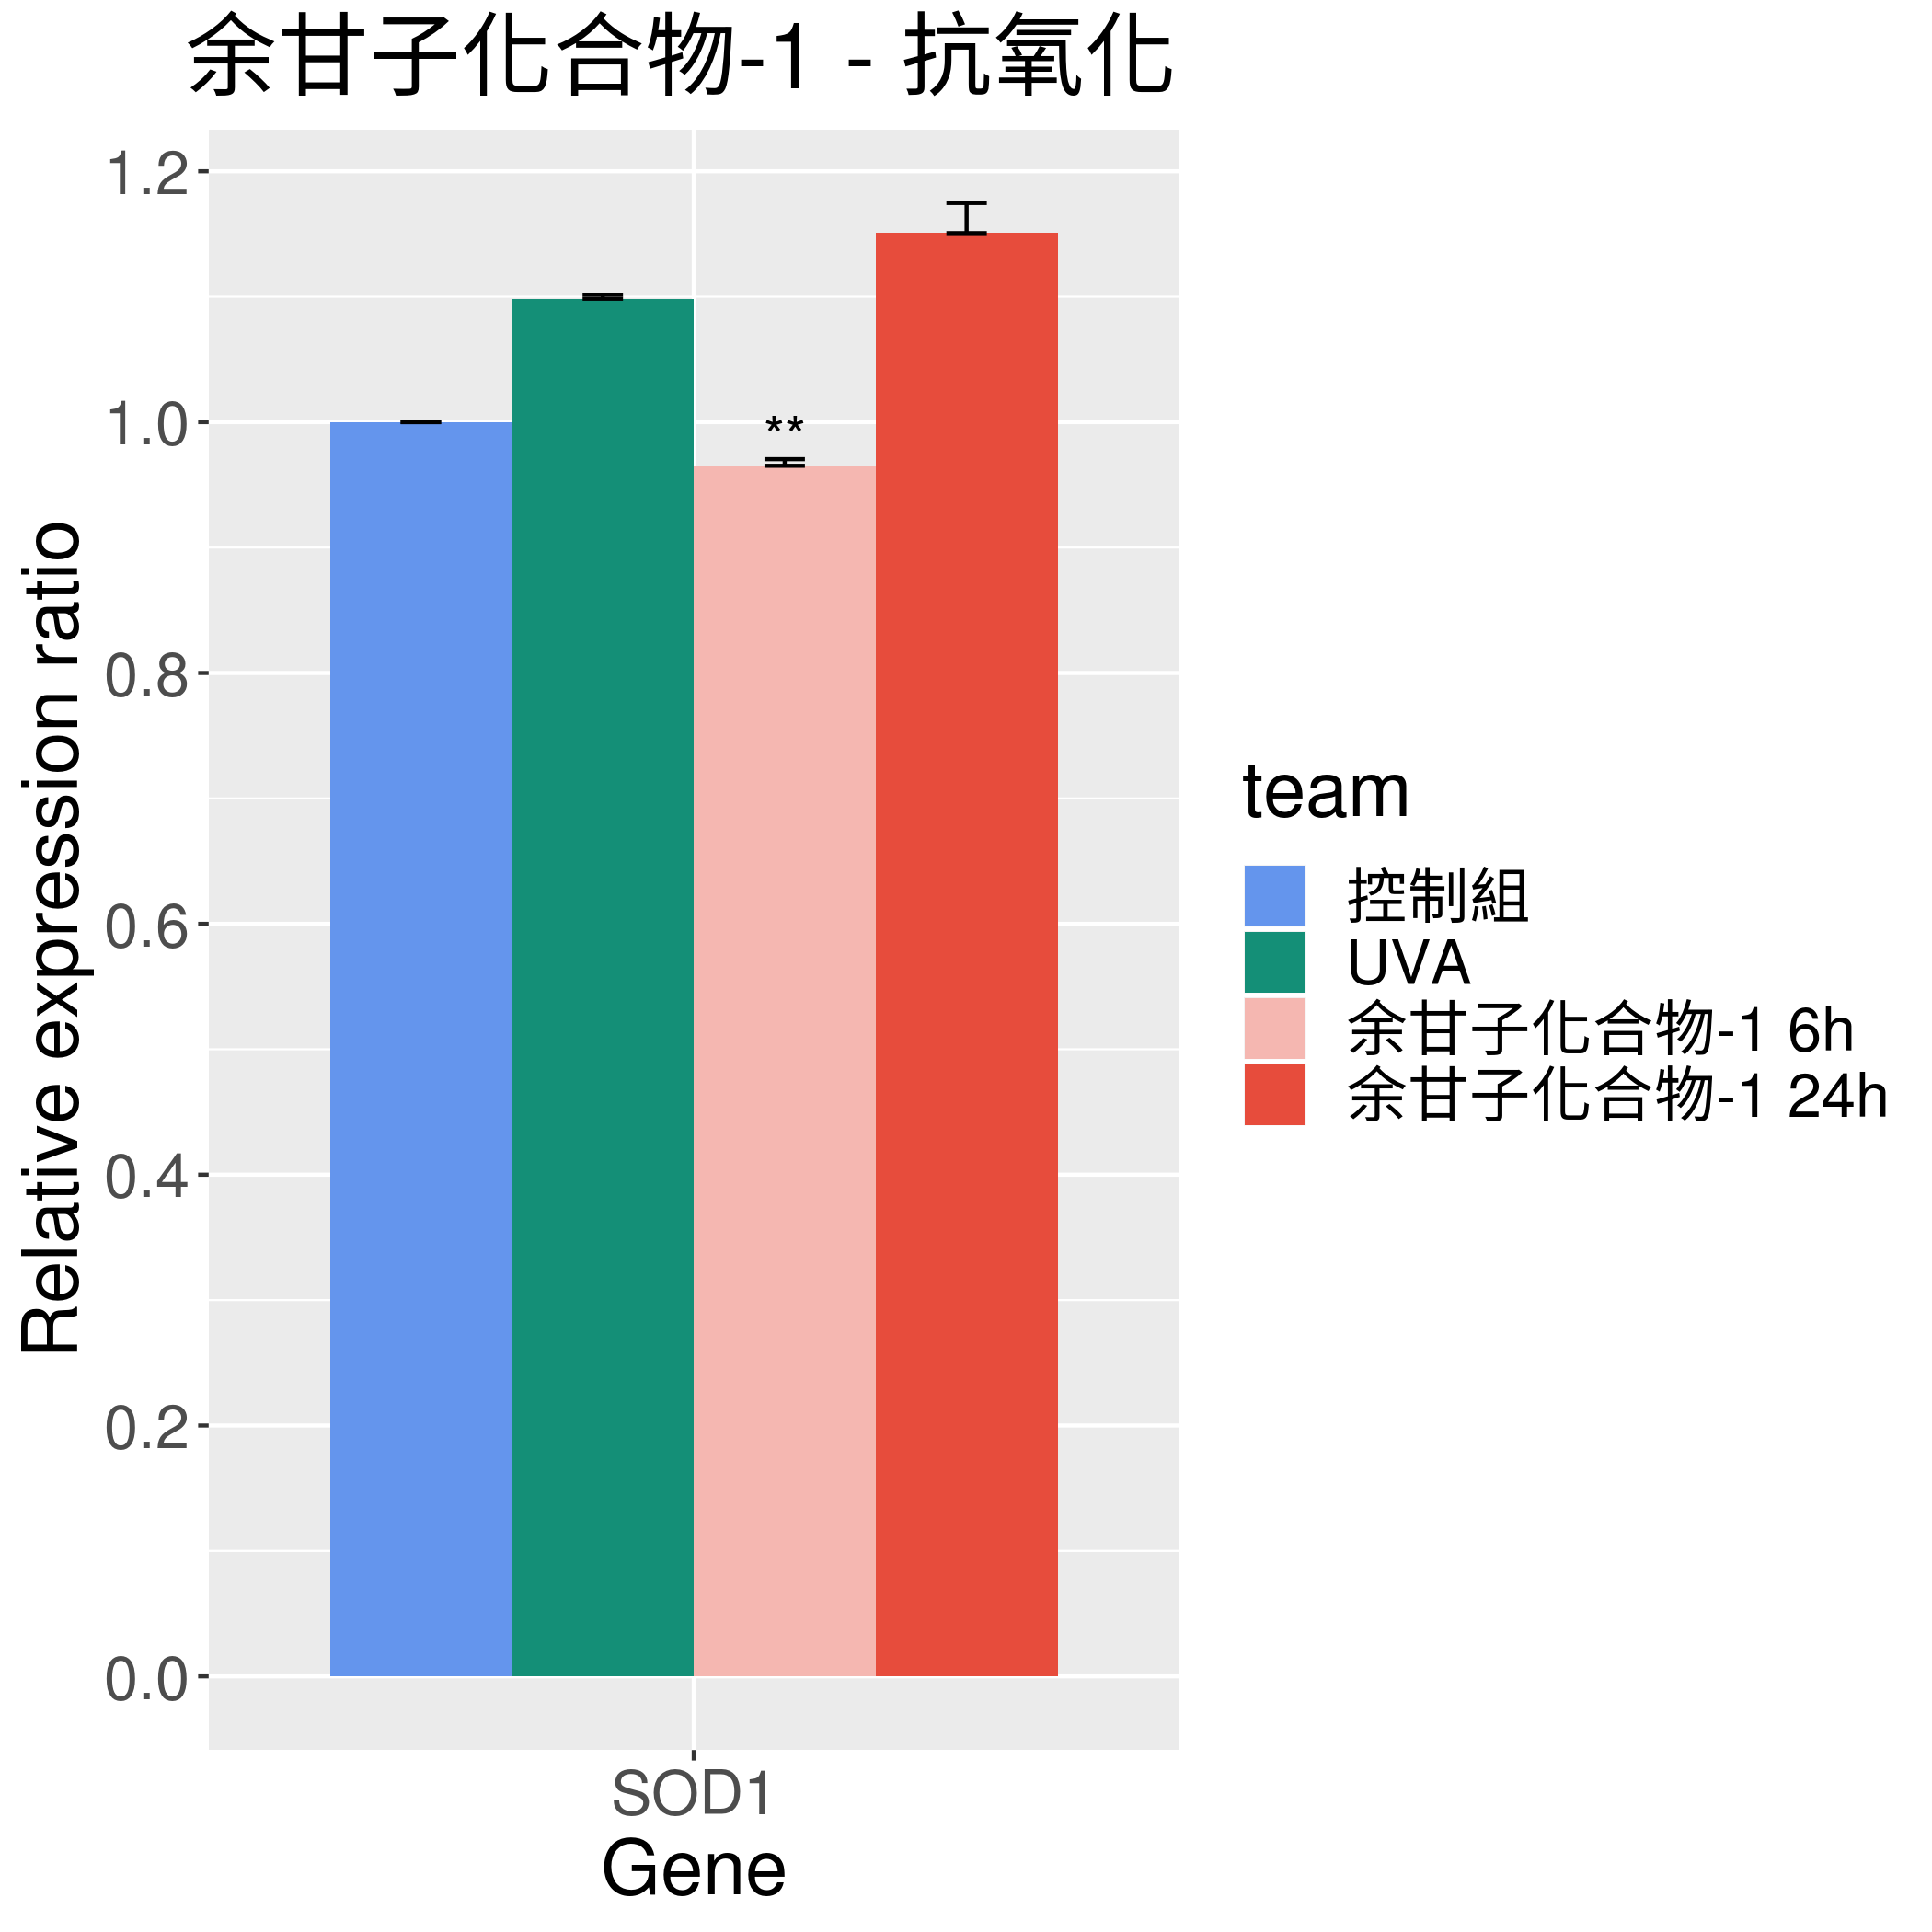 余甘子化合物-1 - 抗氧化
1.2
1.0
0.8
0.6
0.4
0.2
0.0
Relative expression ratio
**
SOD1
Gene
team
控制組
UVA
余甘子化合物-1 6h
余甘子化合物-1 24h